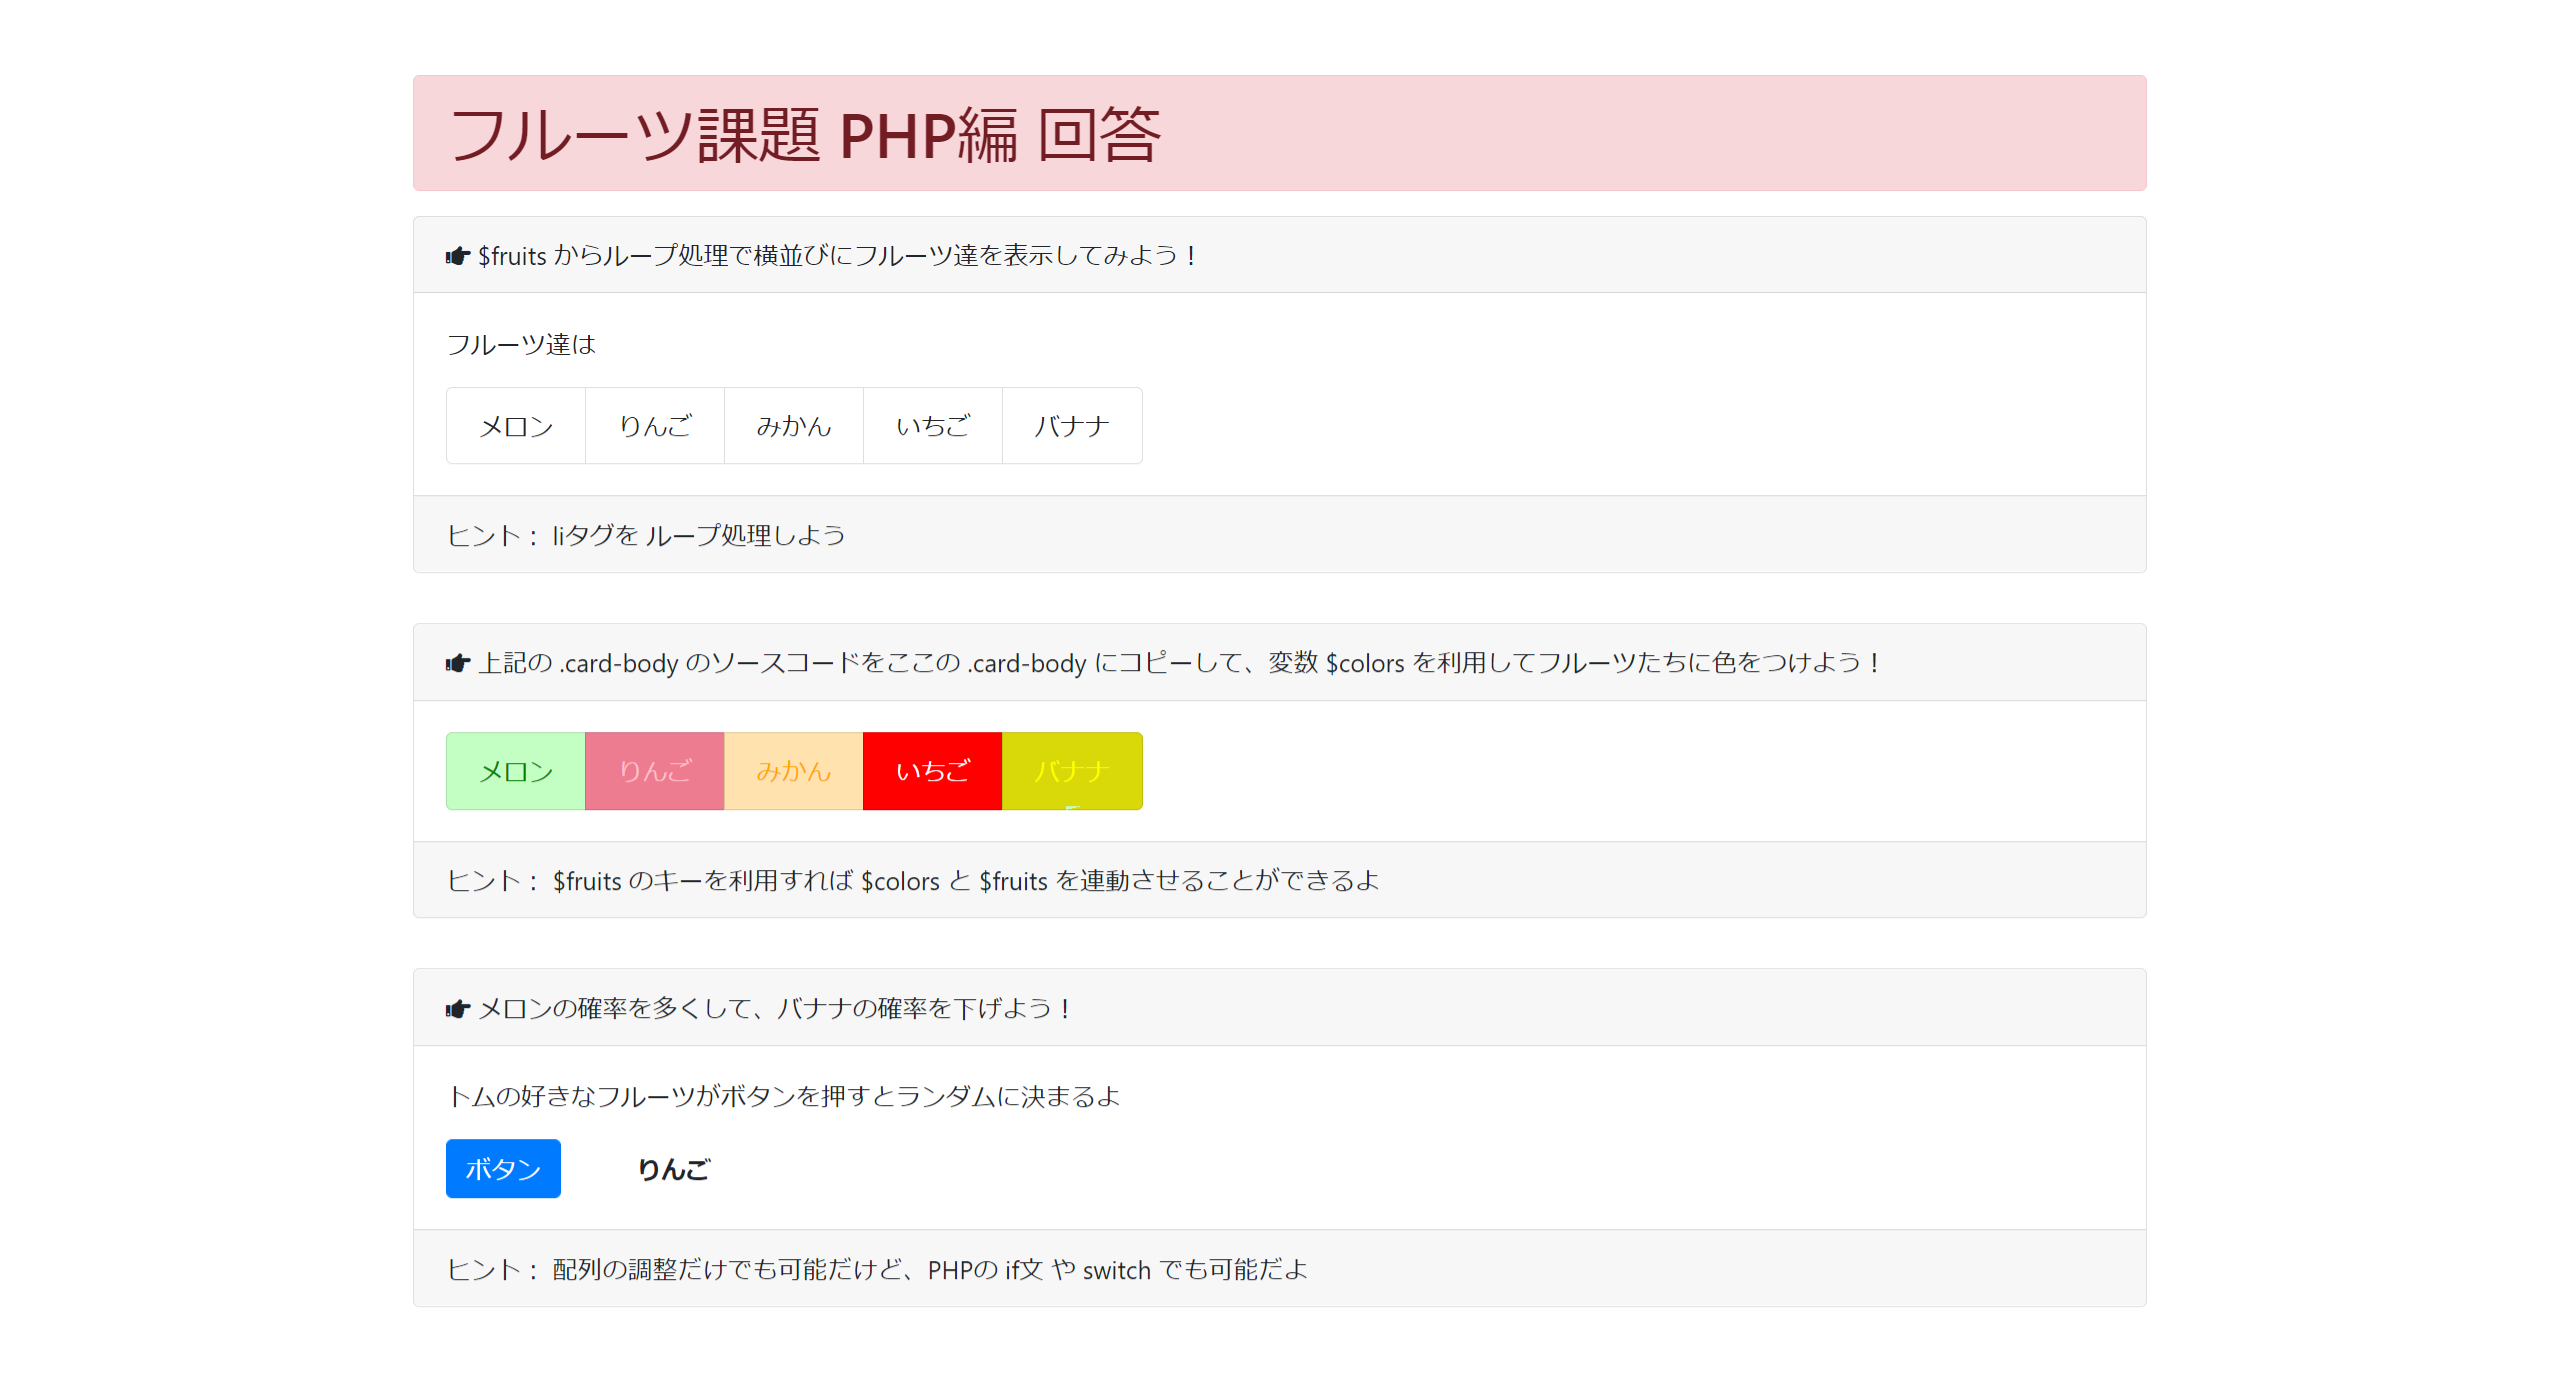 フルーツ課題 PHP編 回答
$fruits からループ処理で横並びにフルーツ達を表示してみよう！
フルーツ達は
メロン りんご みかん いちご バナナ
ヒント： liタグを ループ処理しよう
上記の .card-body のソースコードをここの .card-body にコピーして、変数 $colors を利用してフルーツたちに色をつけよう！
メロン りんご みかん いちご バナナ
ヒント： $fruits のキーを利用すれば $colors と $fruits を連動させることができるよ
メロンの確率を多くして、バナナの確率を下げよう！
トムの好きなフルーツがボタンを押すとランダムに決まるよ
ボタン りんご
ヒント： 配列の調整だけでも可能だけど、PHPの if文 や switch でも可能だよ